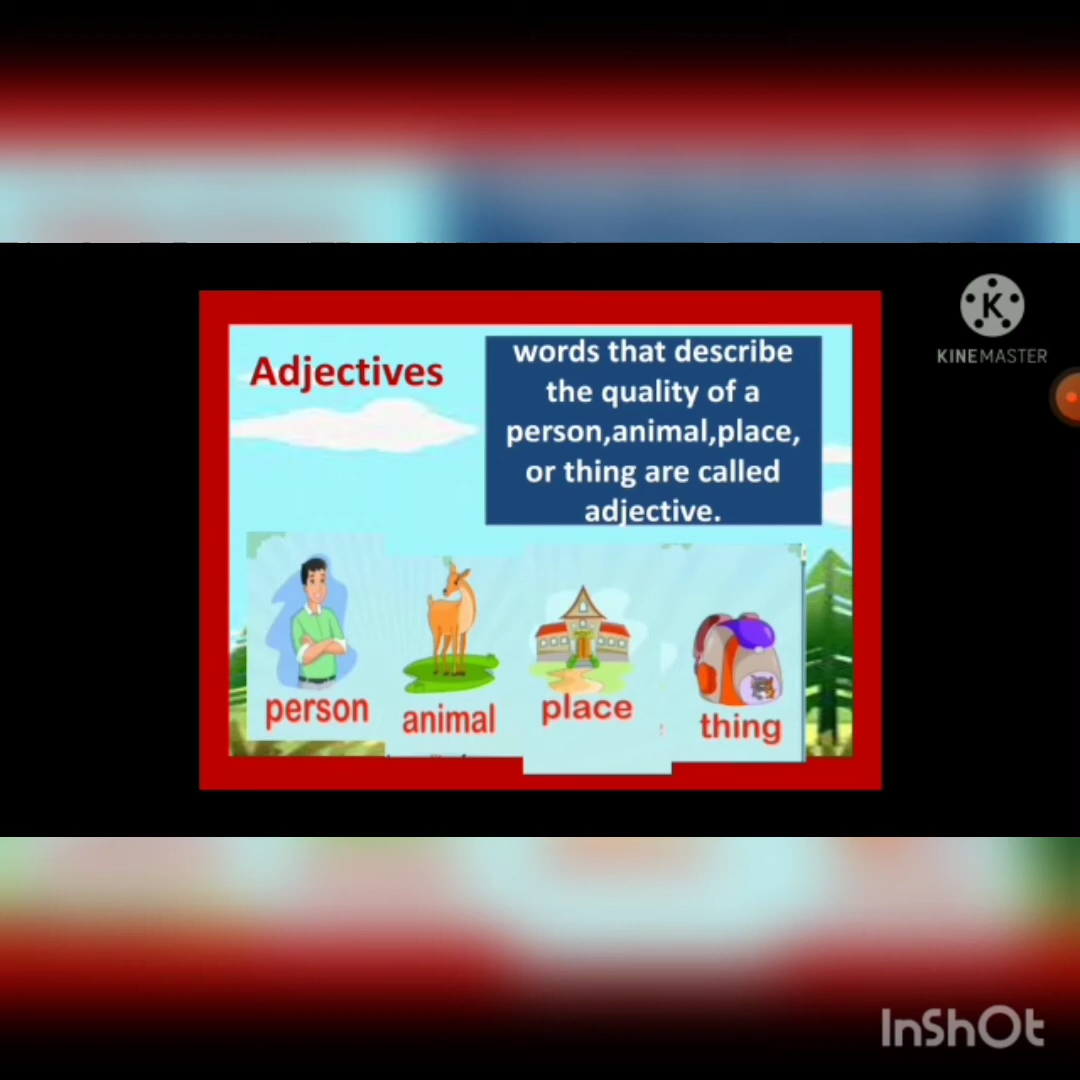 K
KINEMASTER
Adjectives
words that describe
the quality of a
person,animal,place,
or thing are called
adjective.
person
animal
place
thing
InShOt